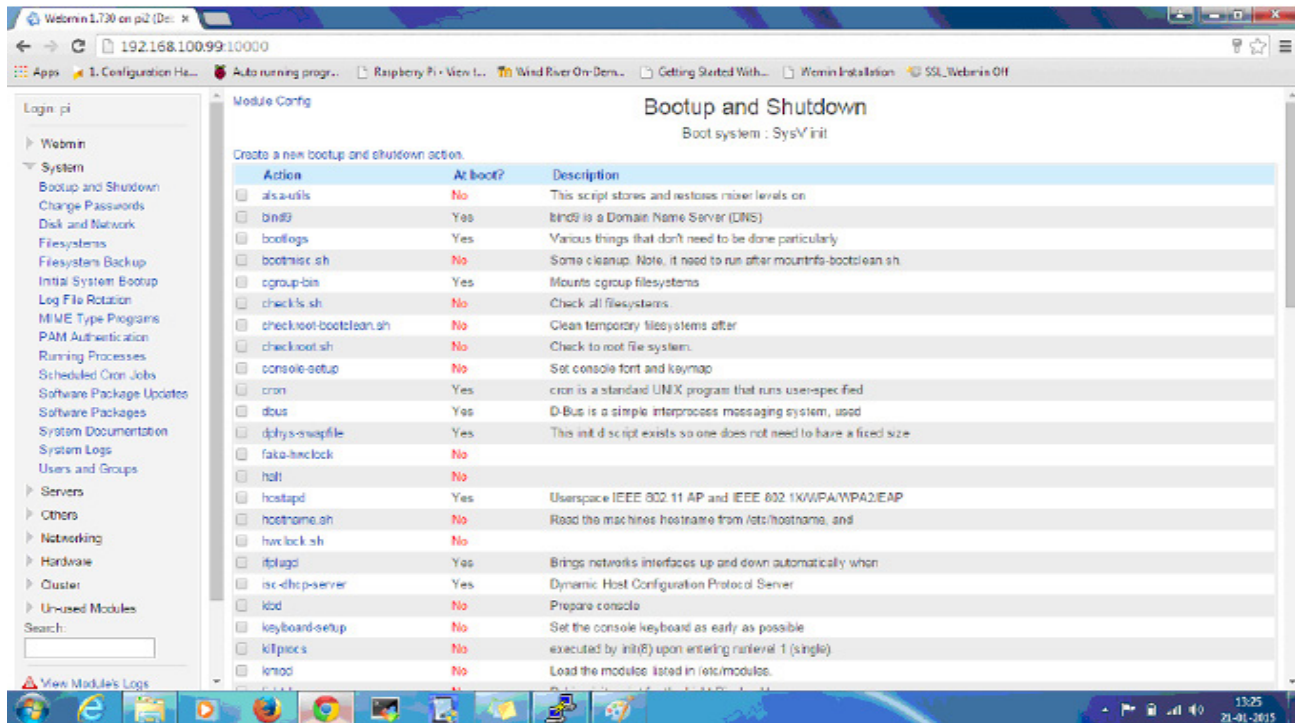 Webmin 1.730 on pi2 (De
192.168.100.99:10000
Apps
1. Configuration Ha...
Auto running progr...
Raspberry Pi • View t...
Wind River On-Dem...
Getting Started With...
Wemin Installation
SSL_Webmin Off
Login: pi
Webmin
System
Bootup and Shutdown
Change Passwords
Disk and Network
Filesystems
Filesystem Backup
Initial System Bootup
Log File Rotation
MIME Type Programs
PAM Authentication
Running Processes
Scheduled Cron Jobs
Software Package Updates
Software Packages
System Documentation
System Logs
Users and Groups
Servers
Others
Networking
Hardware
Cluster
Un-used Modules
Search:
View Module's Logs
Module Config
Bootup and Shutdown
Boot system : SysV init
Create a new bootup and shutdown action.
Action At boot? Description
alsa-utils No This script stores and restores mixer levels on
bind9 Yes bind9 is a Domain Name Server (DNS)
bootlogs Yes Various things that don't need to be done particularly
bootmisc.sh No Some cleanup. Note, it need to run after mountnfs-bootclean.sh.
cgroup-bin Yes Mounts cgroup filesystems
checkfs.sh No Check all filesystems.
checkroot-bootclean.sh No Clean temporary filesystems after
checkroot.sh No Check to root file system.
console-setup No Set console font and keymap
cron Yes cron is a standard UNIX program that runs user-specified
dbus Yes D-Bus is a simple interprocess messaging system, used
dphys-swapfile Yes This init.d script exists so one does not need to have a fixed size
fake-hwclock No
halt No
hostapd Yes Userspace IEEE 802.11 AP and IEEE 802.1X/WPA/WPA2/EAP
hostname.sh No Read the machines hostname from /etc/hostname, and
hwclock.sh No
ifplugd Yes Brings networks interfaces up and down automatically when
isc-dhcp-server Yes Dynamic Host Configuration Protocol Server
kbd No Prepare console
keyboard-setup No Set the console keyboard as early as possible
killprocs No executed by init(8) upon entering runlevel 1 (single).
kmod No Load the modules listed in /etc/modules.
13:25
21-01-2015